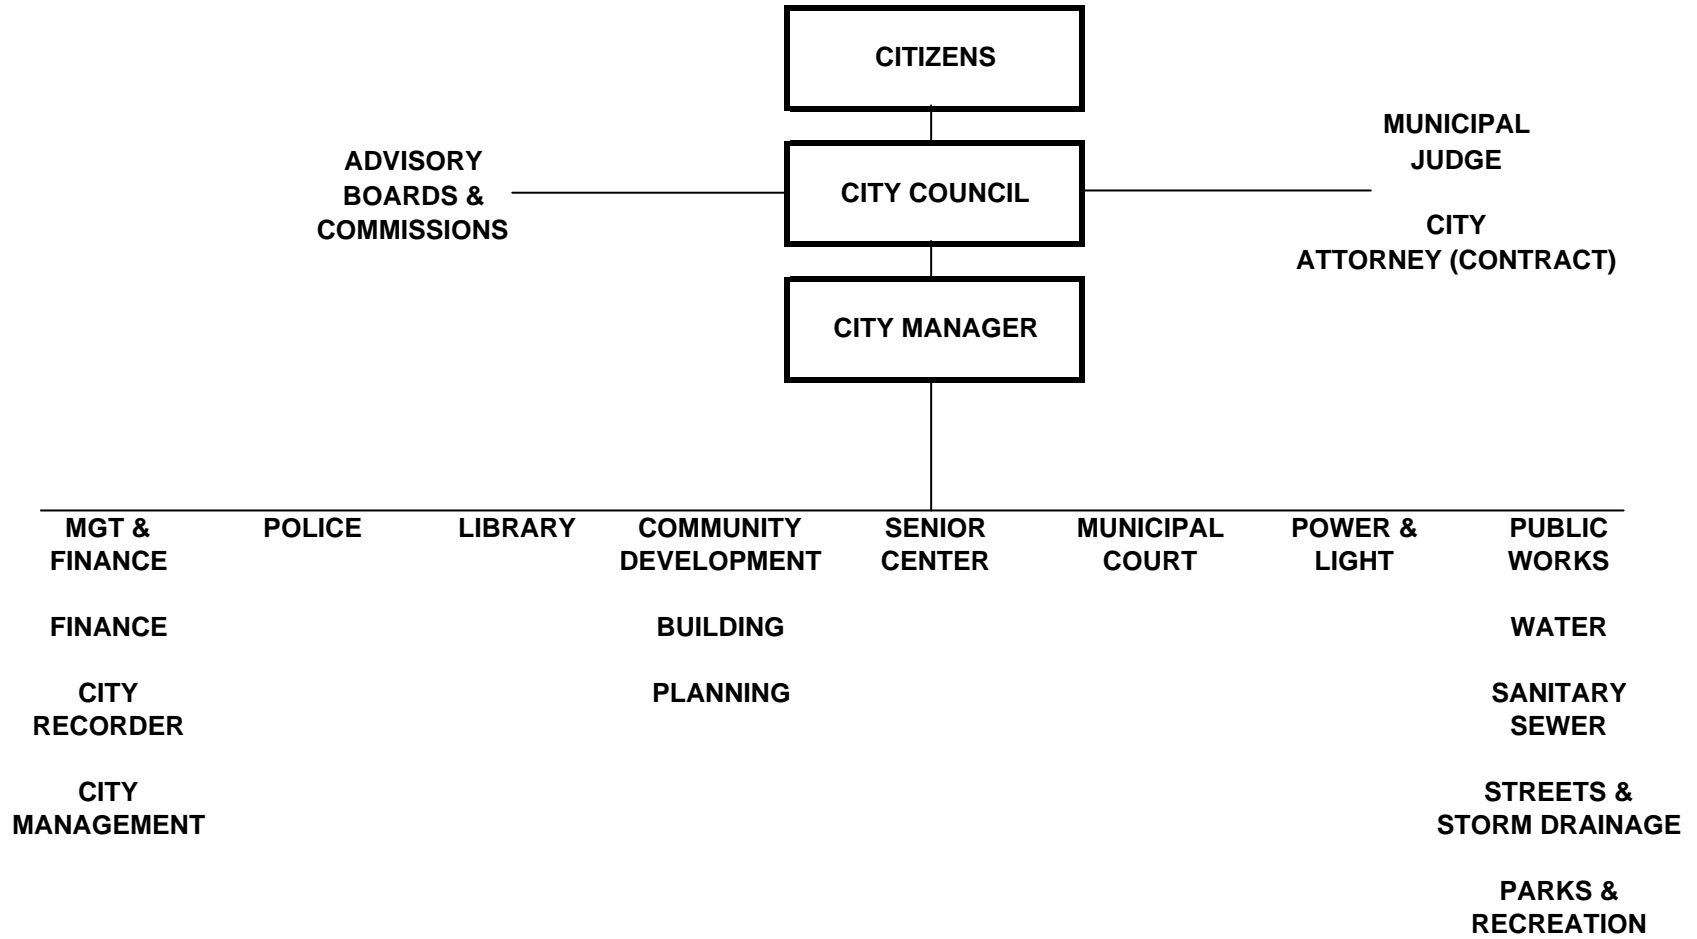 CITIZENS
ADVISORY
BOARDS &
COMMISSIONS
CITY COUNCIL
MUNICIPAL
JUDGE
CITY
ATTORNEY (CONTRACT)
CITY MANAGER
MGT &
FINANCE
FINANCE
CITY
RECORDER
CITY
MANAGEMENT
POLICE
LIBRARY
COMMUNITY
DEVELOPMENT
BUILDING
PLANNING
SENIOR
CENTER
MUNICIPAL
COURT
POWER &
LIGHT
PUBLIC
WORKS
WATER
SANITARY
SEWER
STREETS &
STORM DRAINAGE
PARKS &
RECREATION